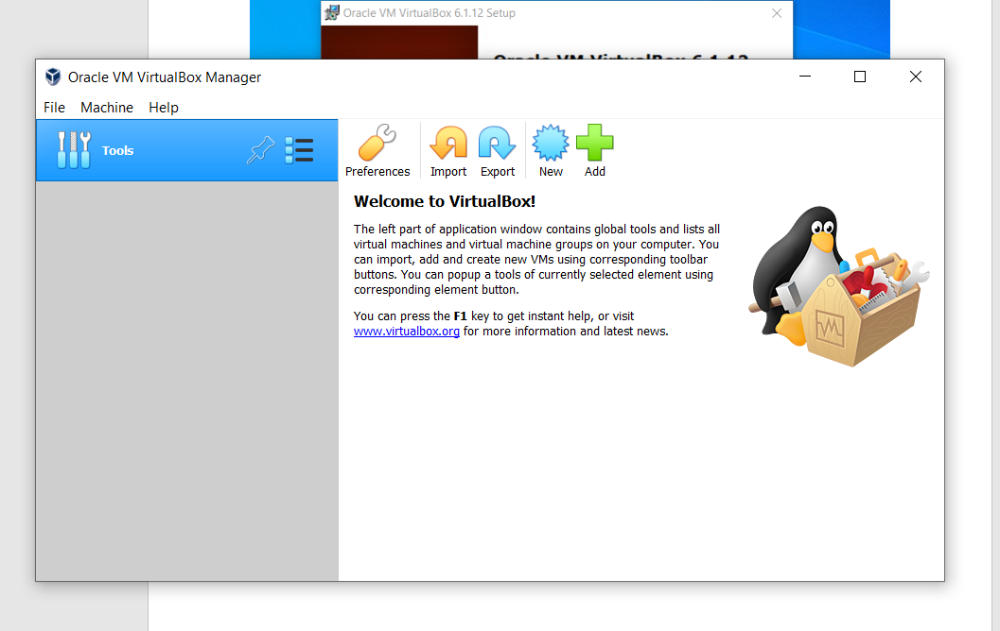 Oracle VM VirtualBox 6.1.12 Setup
Oracle VM VirtualBox 6.1.12
Oracle VM VirtualBox Manager
File Machine Help
Tools
Preferences Import Export New Add
Welcome to VirtualBox!
The left part of application window contains global tools and lists all
virtual machines and virtual machine groups on your computer. You
can import, add and create new VMs using corresponding toolbar
buttons. You can popup a tools of currently selected element using
corresponding element button.
You can press the F1 key to get instant help, or visit
www.virtualbox.org for more information and latest news.